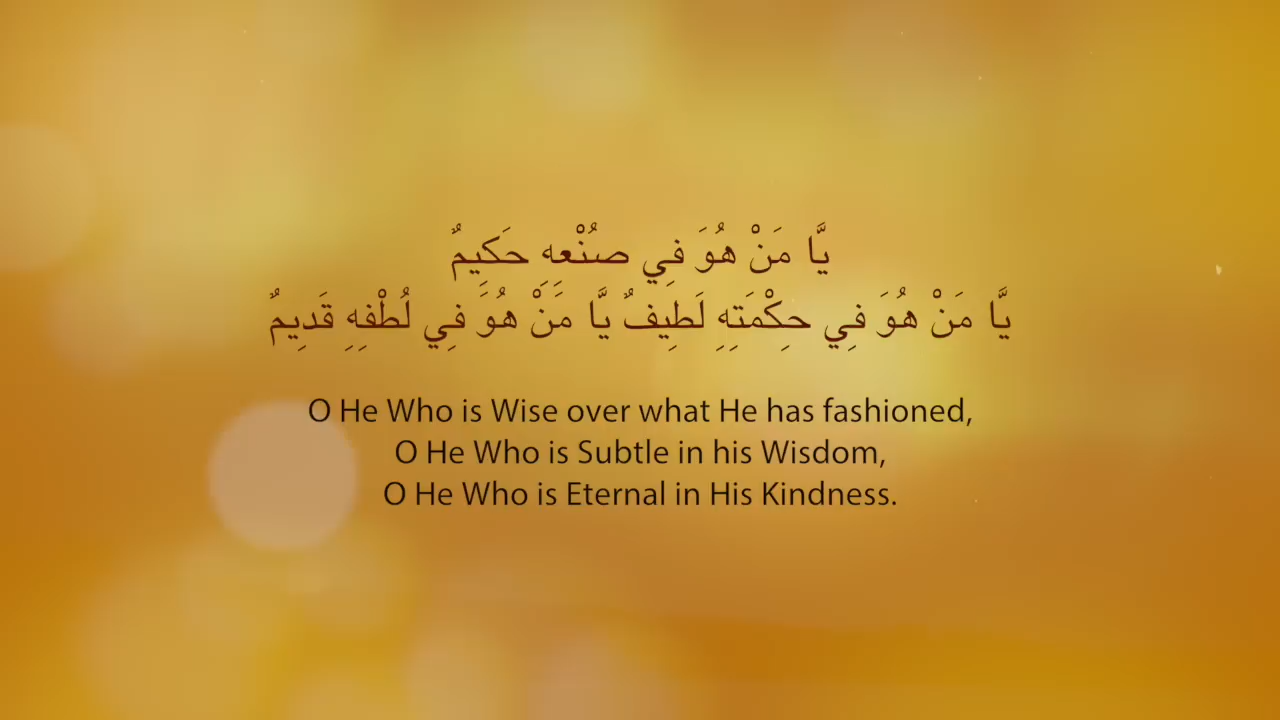 يَّا مَنْ هُوَ فِي صُنْعِهِ حَكِيمٌ
يَّا مَنْ هُوَ فِي حِكْمَتِهِ لَطِيفٌ يَّا مَنْ هُوَ فِي لُطْفِهِ قَدِيمٌ
O He Who is Wise over what He has fashioned,
O He Who is Subtle in his Wisdom,
O He Who is Eternal in His Kindness.